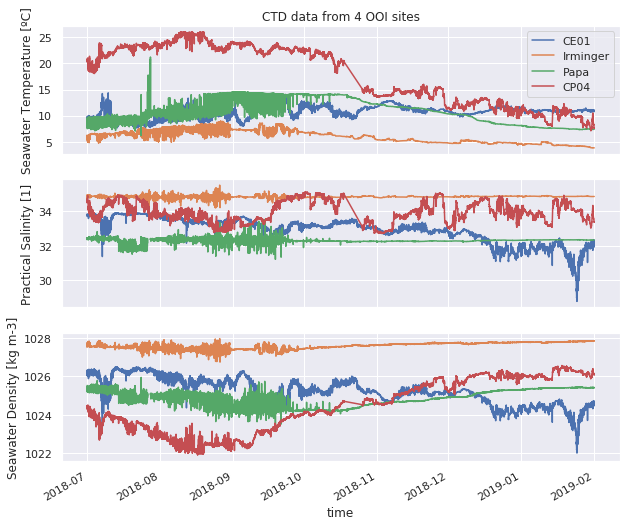 CTD data from 4 OOI sites
Seawater Temperature [ºC]
25
20
15
10
5
CE01
Irminger
Papa
CP04
Practical Salinity [1]
34
32
30
Seawater Density [kg m-3]
1028
1026
1024
1022
2018-07
2018-08
2018-09
2018-10
2018-11
2018-12
2019-01
2019-02
time